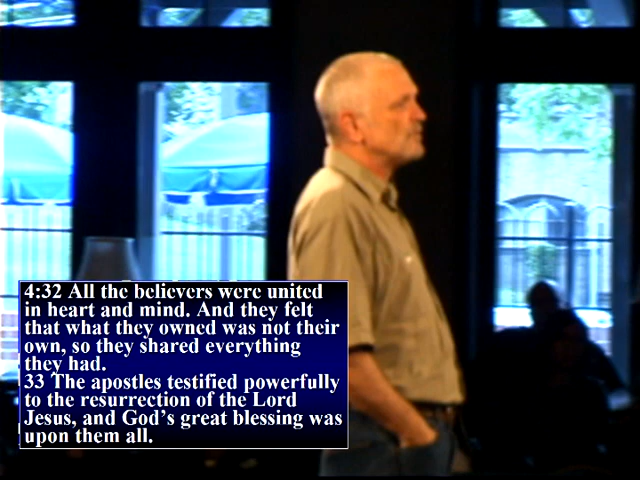 4:32 All the believers were united
in heart and mind. And they felt
that what they owned was not their
own, so they shared everything
they had.
33 The apostles testified powerfully
to the resurrection of the Lord
Jesus, and God's great blessing was
upon them all.